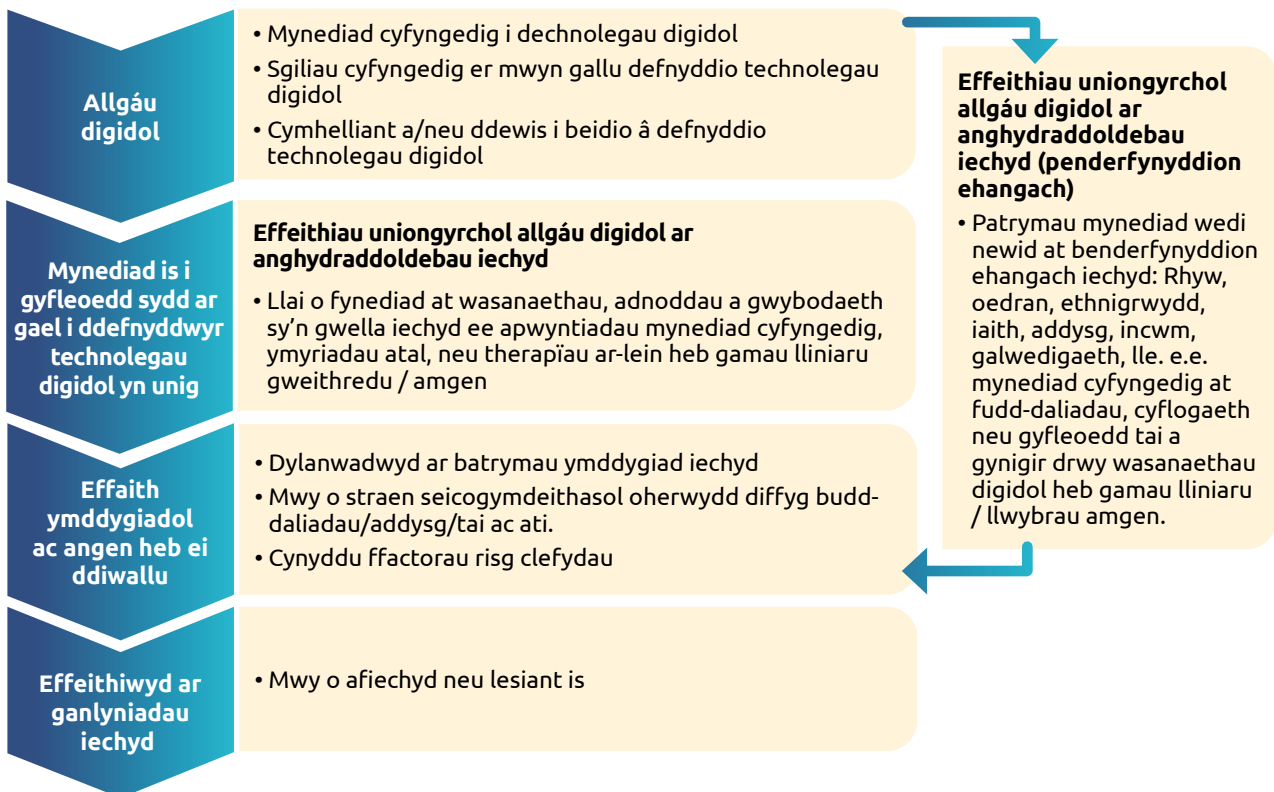 Allgáu
digidol
• Mynediad cyfyngedig i dechnolegau digidol
• Sgiliau cyfyngedig er mwyn gallu defnyddio technolegau
digidol
• Cymhelliant a/neu ddewis i beidio â defnyddio
technolegau digidol
Effeithiau uniongyrchol
allgáu digidol ar
anghydraddoldebau
iechyd (penderfynyddion
ehangach)
• Patrymau mynediad wedi
newid at benderfynyddion
ehangach iechyd: Rhyw,
oedran, ethnigrwydd,
iaith, addysg, incwm,
galwedigaeth, lle. e.e.
mynediad cyfyngedig at
fudd-daliadau, cyflogaeth
neu gyfleoedd tai a
gynigir drwy wasanaethau
digidol heb gamau lliniaru
/ llwybrau amgen.
Mynediad is i
gyfleoedd sydd ar
gael i ddefnyddwyr
technolegau
digidol yn unig
Effeithiau uniongyrchol allgáu digidol ar
anghydraddoldebau iechyd
• Llai o fynediad at wasanaethau, adnoddau a gwybodaeth
sy’n gwella iechyd ee apwyntiadau mynediad cyfyngedig,
ymyriadau atal, neu therapïau ar-lein heb gamau lliniaru
gweithredu / amgen
Effaith
ymddygiadol
ac angen heb ei
ddiwallu
• Dylanwadwyd ar batrymau ymddygiad iechyd
• Mwy o straen seicogymdeithasol oherwydd diffyg budd-
daliadau/addysg/tai ac ati.
• Cynyddu ffactorau risg clefydau
Effeithiwyd ar
ganlyniadau
iechyd
• Mwy o afiechyd neu lesiant is